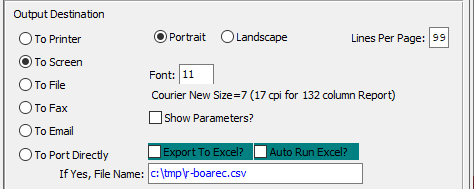 Output Destination
To Printer
Portrait
Landscape
Lines Per Page: 99
To Screen
To File
Font: 11
Courier New Size=7 (17 cpi for 132 column Report)
To Fax
Show Parameters?
To Email
To Port Directly
Export To Excel?
Auto Run Excel?
If Yes, File Name: c:\tmp\r-boarec.csv